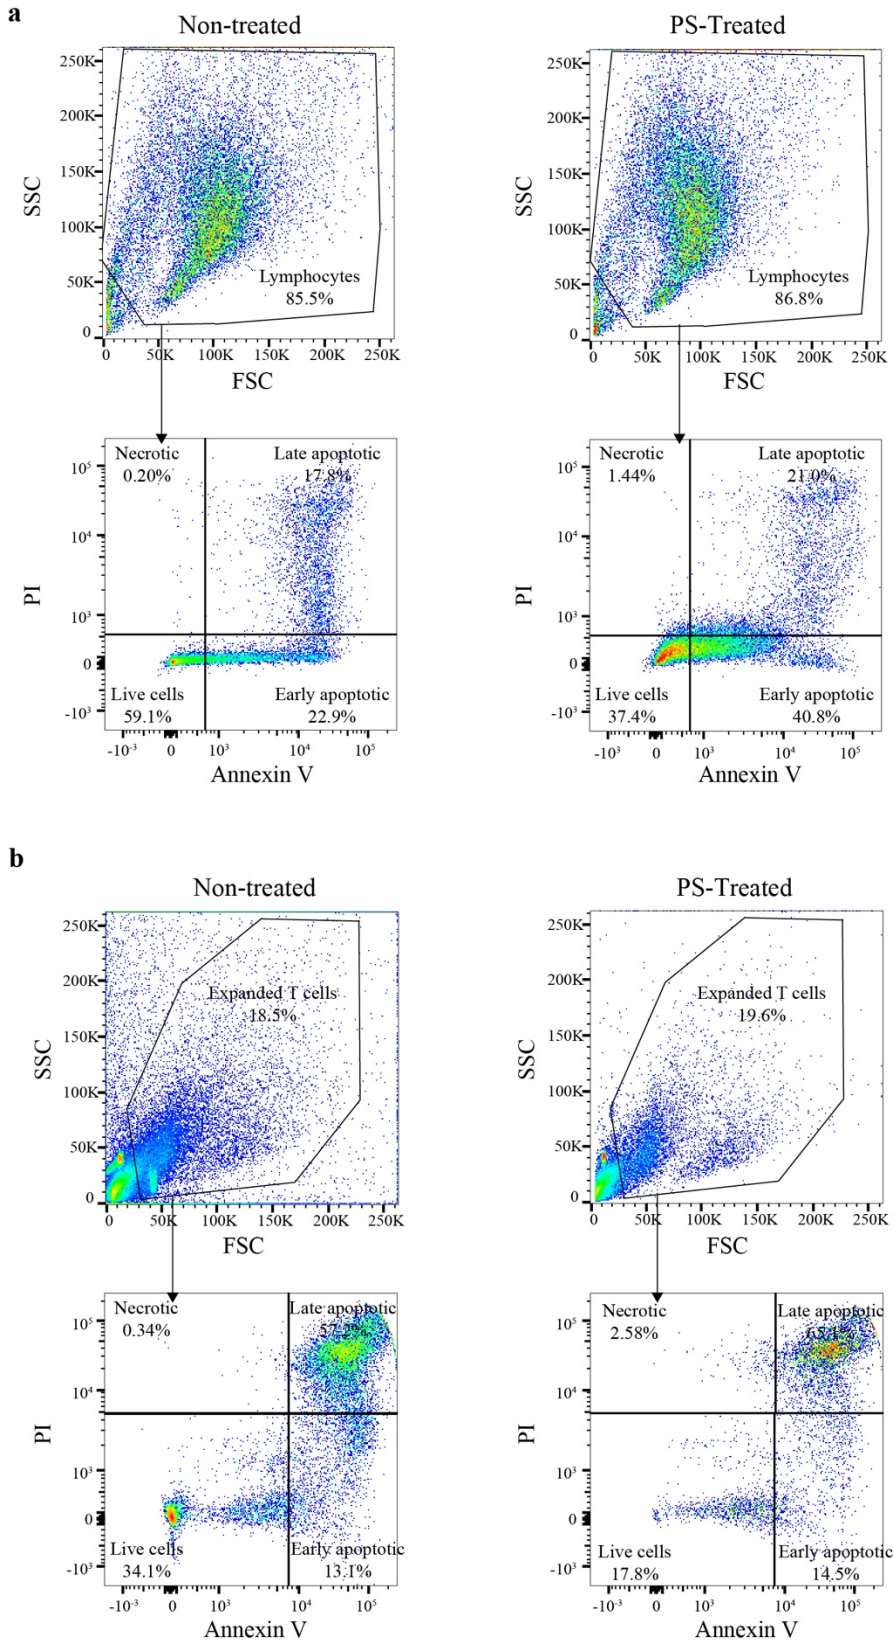 a
Non-treated
PS-Treated
250K
200K
150K
100K
50K
0
SSC
Lymphocytes
85.5%
0 50K 100K 150K 200K 250K
FSC
250K
200K
150K
100K
50K
0
SSC
Lymphocytes
86.8%
0 50K 100K 150K 200K 250K
FSC
Necrotic
0.20%
Late apoptotic
17.8%
10⁵
10⁴
10³
0
-10³
PI
Live cells
59.1%
Early apoptotic
22.9%
-10⁻³ 0 10³ 10⁴ 10⁵
Annexin V
Necrotic
1.44%
Late apoptotic
21.0%
10⁵
10⁴
10³
0
-10³
PI
Live cells
37.4%
Early apoptotic
40.8%
-10³ 0 10³ 10⁴ 10⁵
Annexin V
b
Non-treated
PS-Treated
250K
200K
150K
100K
50K
0
SSC
Expanded T cells
18.5%
0 50K 100K 150K 200K 250K
FSC
250K
200K
150K
100K
50K
0
SSC
Expanded T cells
19.6%
0 50K 100K 150K 200K 250K
FSC
Necrotic
0.34%
Late apoptotic
10⁵
10⁴
10³
0
-10³
PI
Live cells
34.1%
Early apoptotic
13.1%
-10⁻³ 0 10³ 10⁴ 10⁵
Annexin V
Necrotic
2.58%
Late apoptotic
10⁵
10⁴
10³
0
-10³
PI
Live cells
17.8%
Early apoptotic
14.5%
-10³ 0 10³ 10⁴ 10⁵
Annexin V